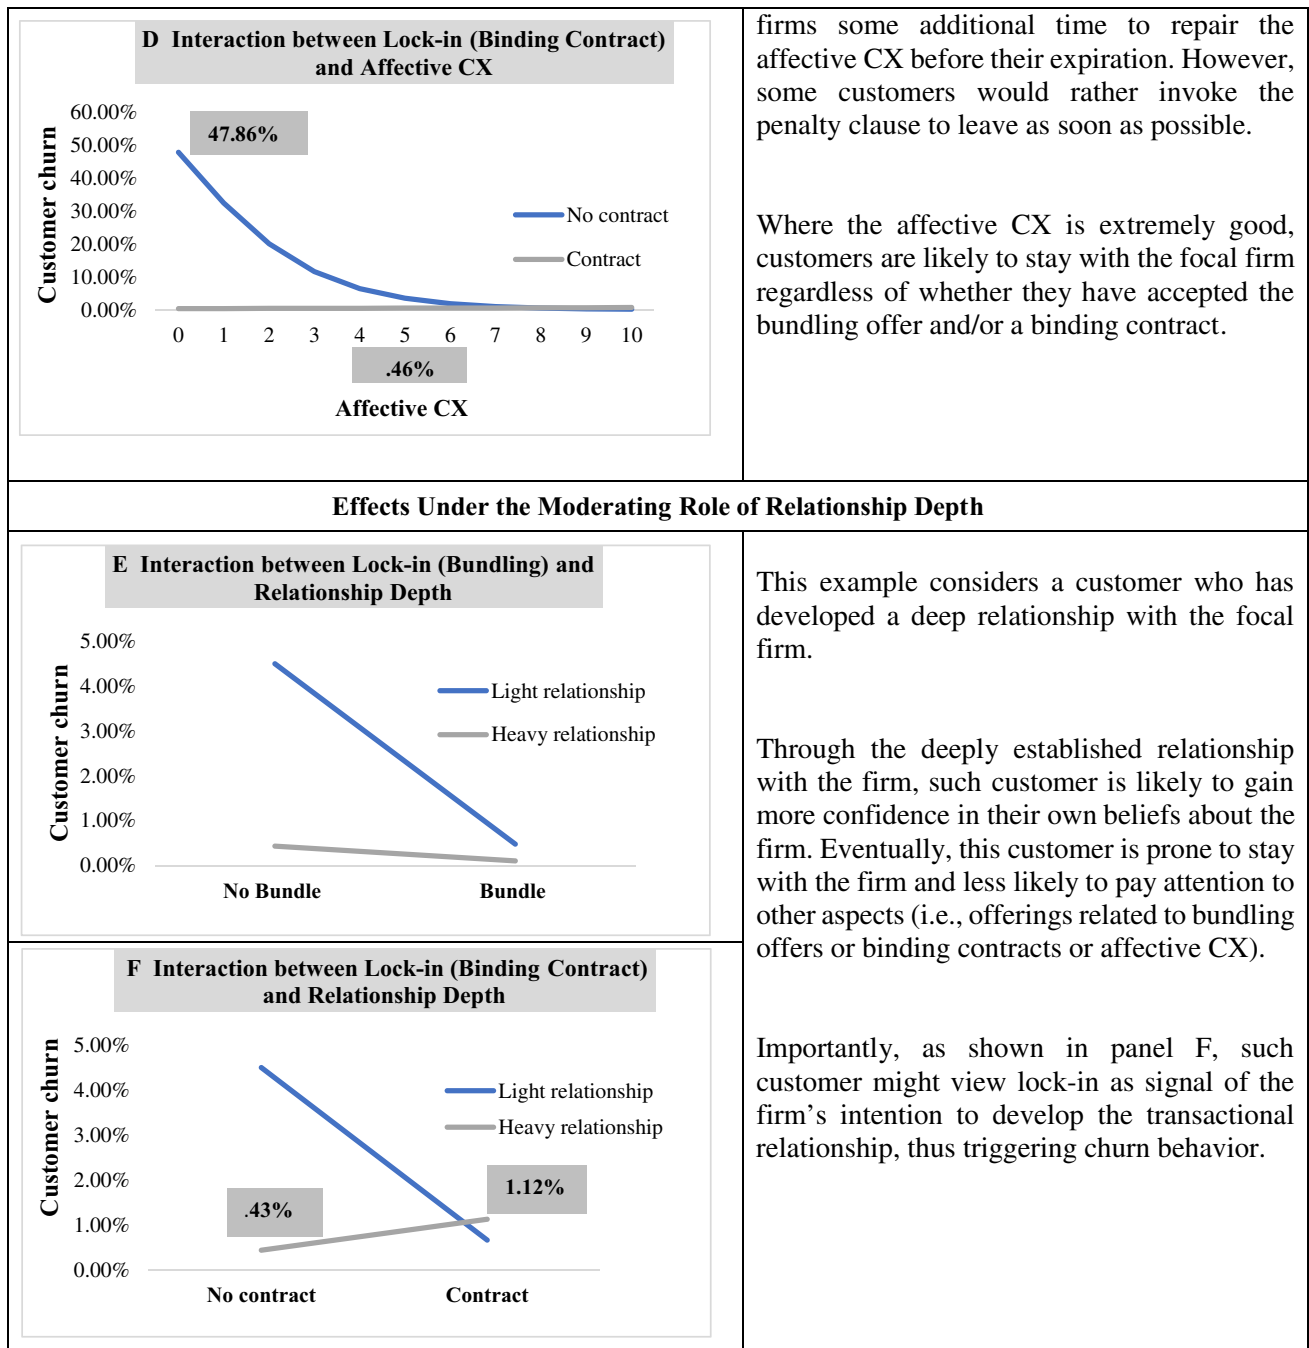 D Interaction between Lock-in (Binding Contract)
and Affective CX
60.00%
50.00%
40.00%
30.00%
20.00%
10.00%
0.00%
Customer churn
47.86%
No contract
Contract
0 1 2 3 4 5 6 7 8 9 10
.46%
Affective CX
firms some additional time to repair the
affective CX before their expiration. However,
some customers would rather invoke the
penalty clause to leave as soon as possible.
Where the affective CX is extremely good,
customers are likely to stay with the focal firm
regardless of whether they have accepted the
bundling offer and/or a binding contract.
Effects Under the Moderating Role of Relationship Depth
E Interaction between Lock-in (Bundling) and
Relationship Depth
5.00%
4.00%
3.00%
2.00%
1.00%
0.00%
Customer churn
Light relationship
Heavy relationship
No Bundle Bundle
F Interaction between Lock-in (Binding Contract)
and Relationship Depth
5.00%
4.00%
3.00%
2.00%
1.00%
0.00%
Customer churn
Light relationship
Heavy relationship
.43%
1.12%
No contract Contract
This example considers a customer who has
developed a deep relationship with the focal
firm.
Through the deeply established relationship
with the firm, such customer is likely to gain
more confidence in their own beliefs about the
firm. Eventually, this customer is prone to stay
with the firm and less likely to pay attention to
other aspects (i.e., offerings related to bundling
offers or binding contracts or affective CX).
Importantly, as shown in panel F, such
customer might view lock-in as signal of the
firm's intention to develop the transactional
relationship, thus triggering churn behavior.